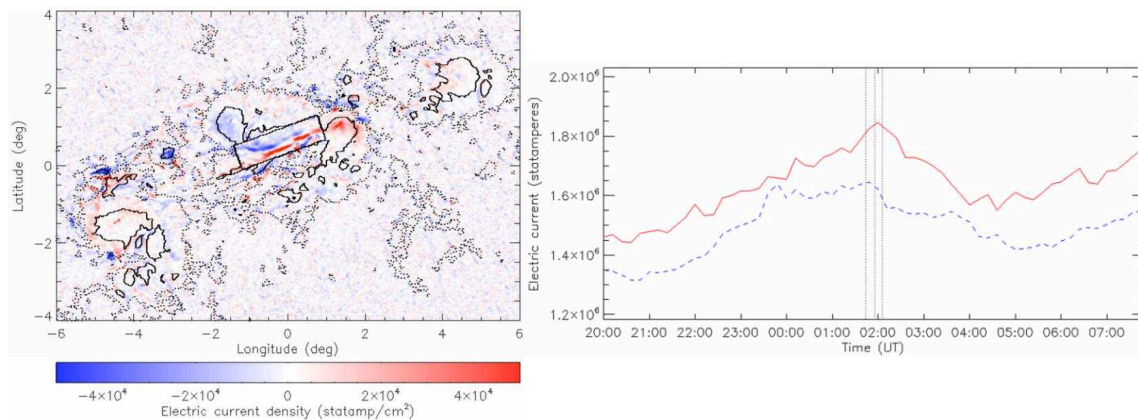 4
2
0
−2
−4
Latitude (deg)
−6 −4 −2 0 2 4 6
Longitude (deg)
−4×10⁴ −2×10⁴ 0 2×10⁴ 4×10⁴
Electric current density (statamp/cm²)
2.0×10⁶
1.8×10⁶
1.6×10⁶
1.4×10⁶
1.2×10⁶
Electric current (statamperes)
20:00 21:00 22:00 23:00 00:00 01:00 02:00 03:00 04:00 05:00 06:00 07:00
Time (UT)